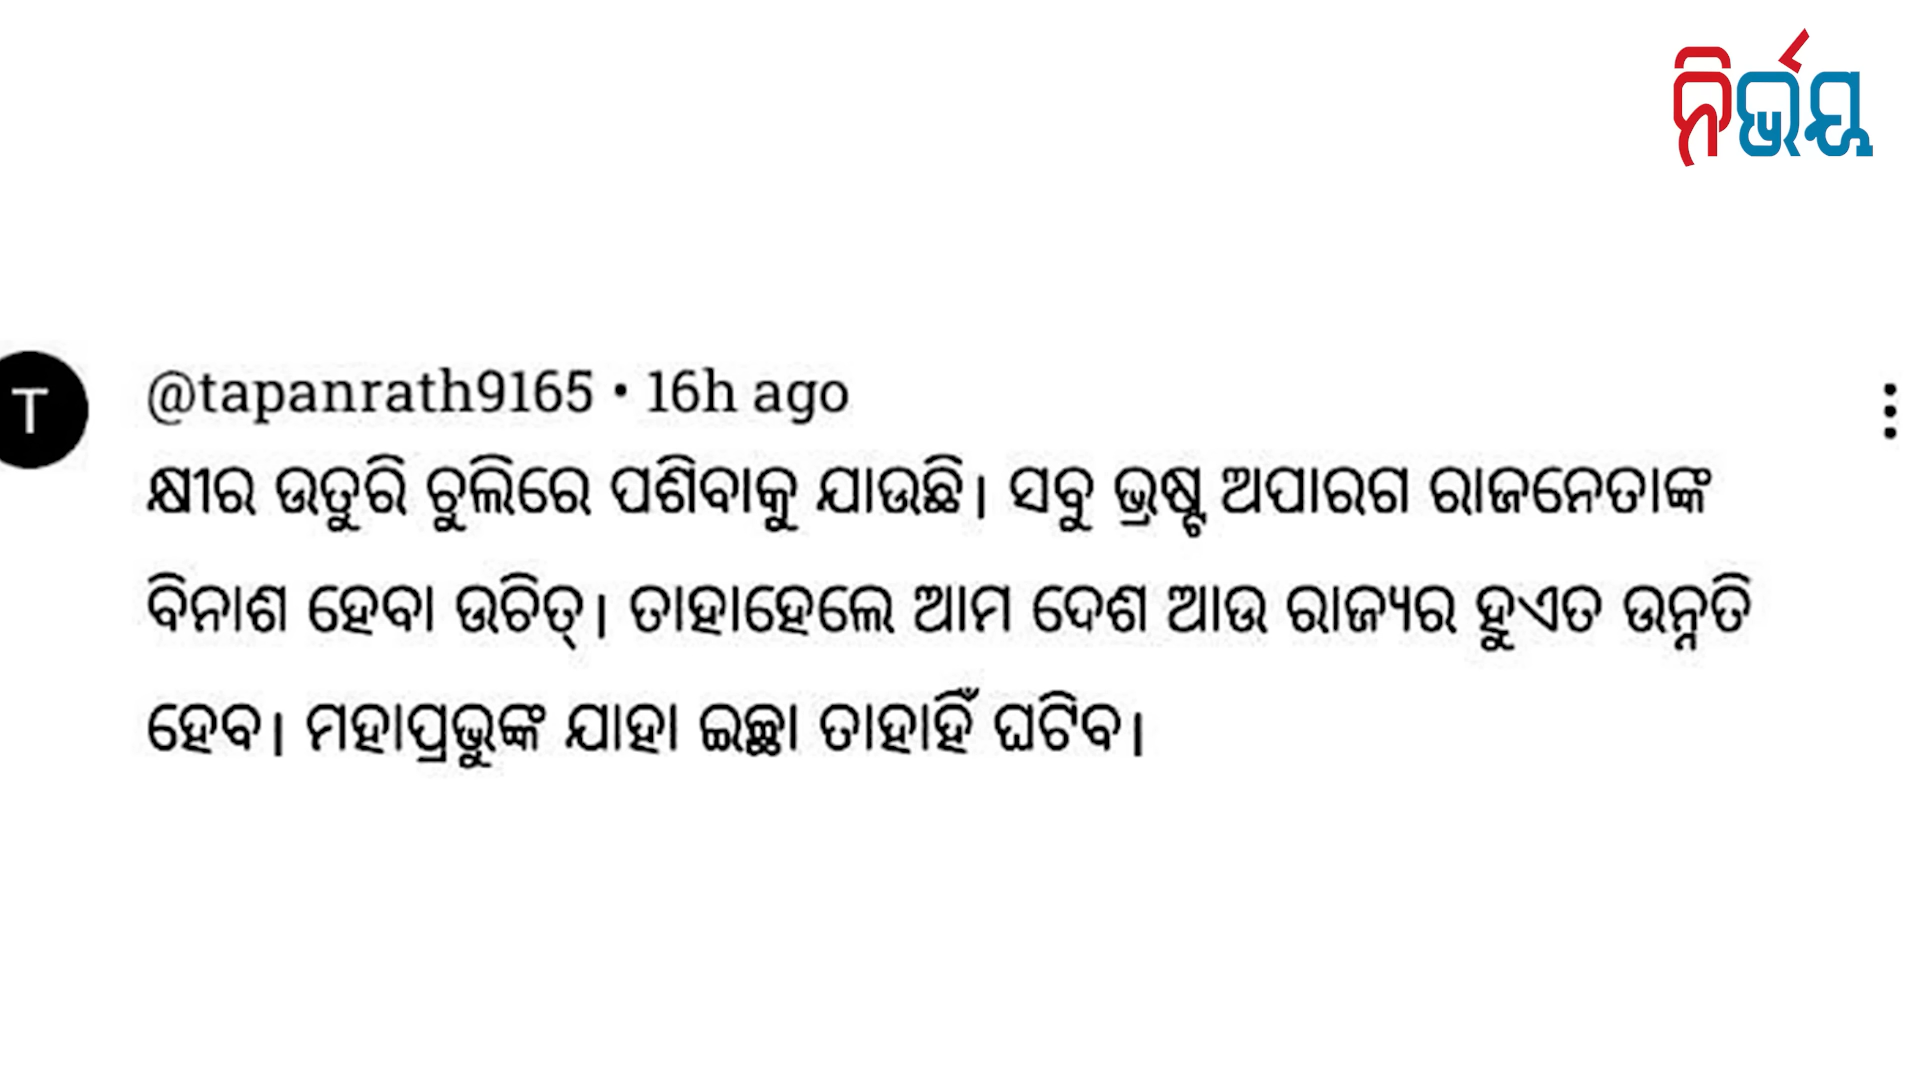 ନିର୍ଭୟ
T
@tapanrath9165 • 16h ago
କ୍ଷୀର ଉତୁରି ଚୁଲିରେ ପଶିବାକୁ ଯାଉଛି। ସବୁ ଭ୍ରଷ୍ଟ ଅପାରଗ ରାଜନେତାଙ୍କ
ବିନାଶ ହେବା ଉଚିତ୍। ତାହାହେଲେ ଆମ ଦେଶ ଆଉ ରାଜ୍ୟର ହୁଏତ ଉନ୍ନତି
ହେବ। ମହାପ୍ରଭୁଙ୍କ ଯାହା ଇଚ୍ଛା ତାହାହିଁ ଘଟିବ।